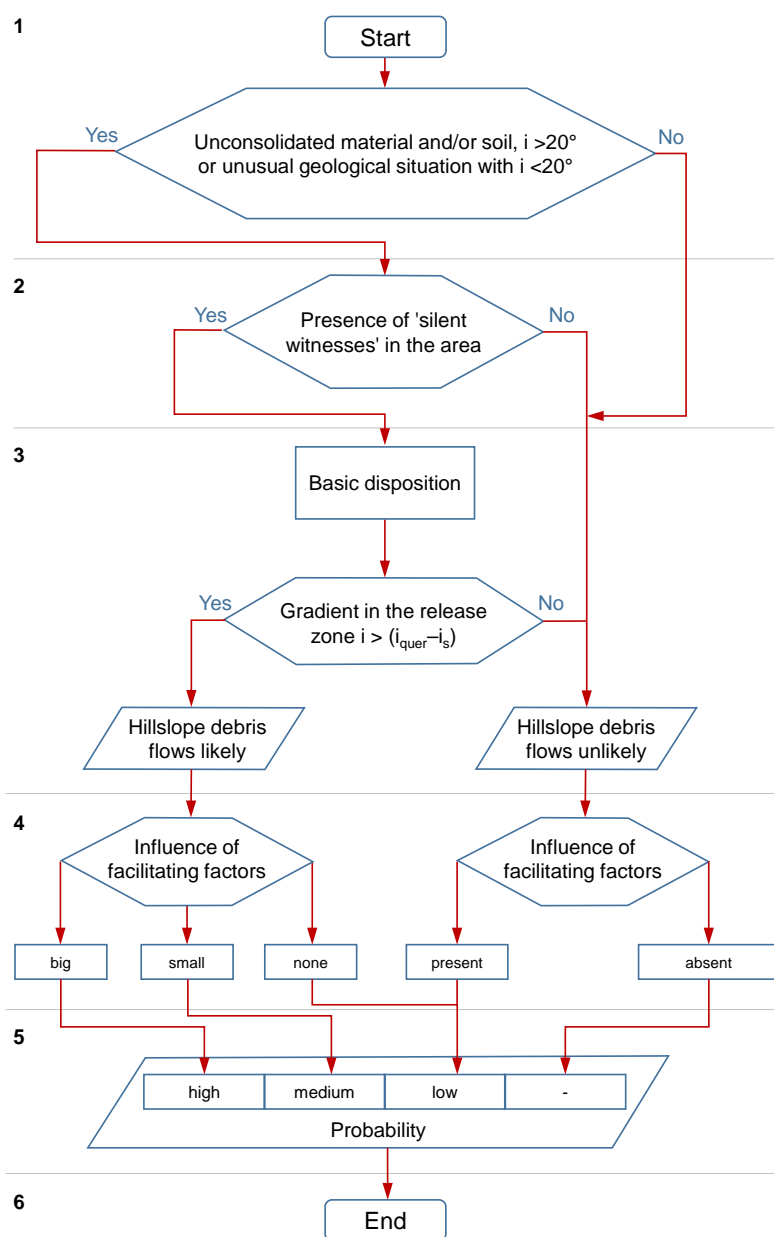 1
Start
Yes
No
Unconsolidated material and/or soil, i >20°
or unusual geological situation with i <20°
2
Yes
No
Presence of 'silent
witnesses' in the area
3
Basic disposition
Yes
No
Gradient in the release
zone i > (iquer–is)
Hillslope debris
flows likely
Hillslope debris
flows unlikely
4
Influence of
facilitating factors
Influence of
facilitating factors
big
small
none
present
absent
5
high
medium
low
-
Probability
6
End